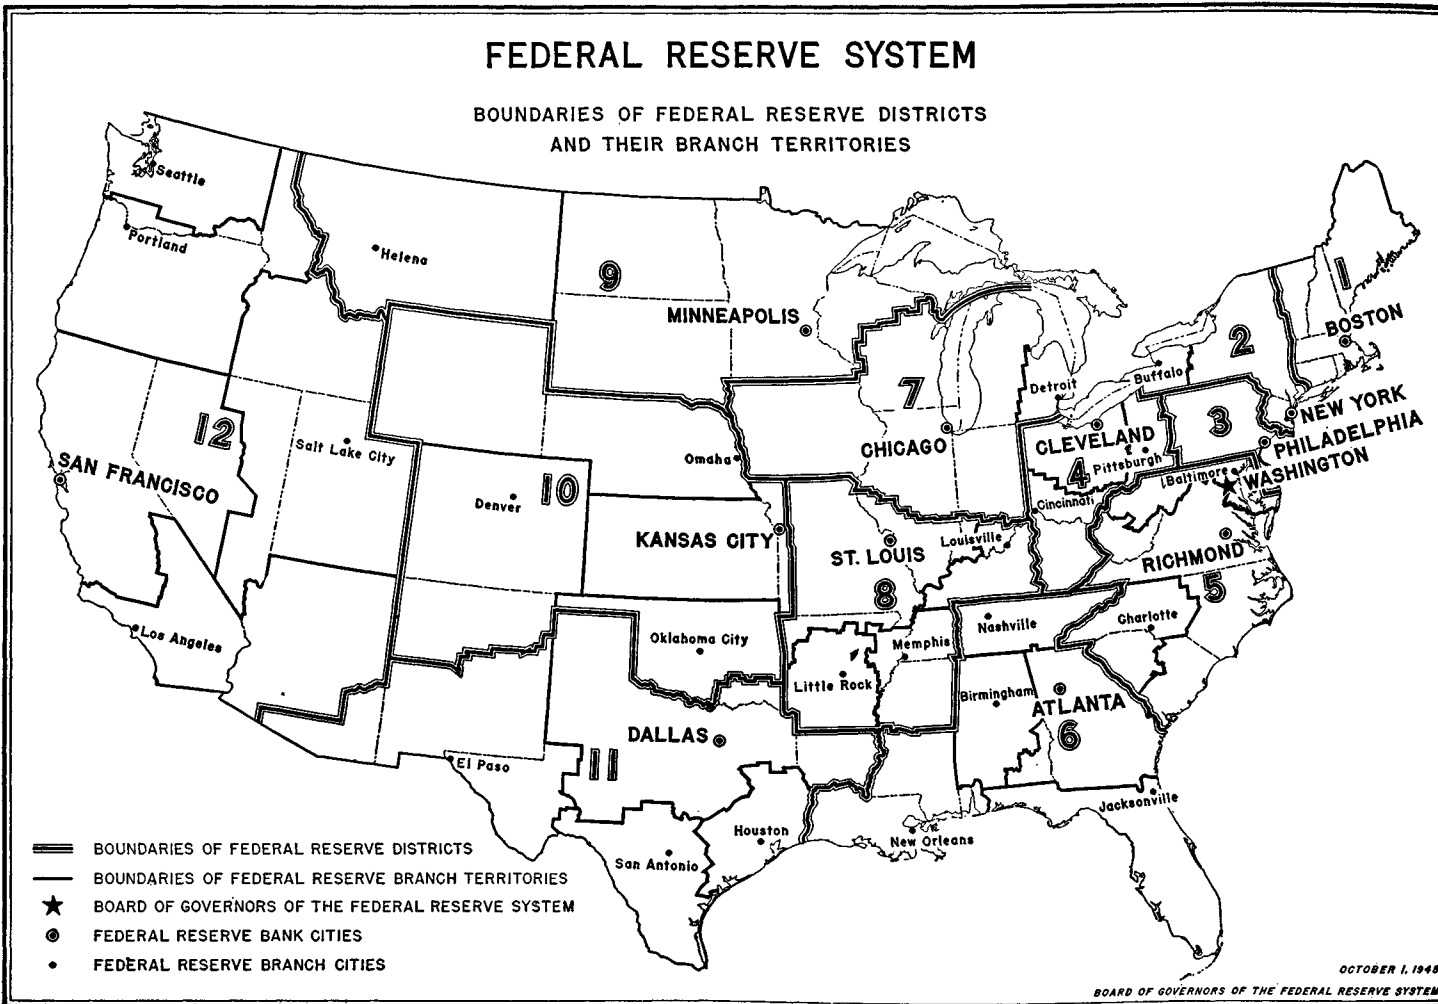 FEDERAL RESERVE SYSTEM
BOUNDARIES OF FEDERAL RESERVE DISTRICTS
AND THEIR BRANCH TERRITORIES
Seattle
Portland
Helena
9
MINNEAPOLIS
1
BOSTON
2
Buffalo
Detroit
7
CHICAGO
NEW YORK
3
PHILADELPHIA
CLEVELAND
4
Pittsburgh
WASHINGTON
Baltimore
Cincinnati
12
Salt Lake City
SAN FRANCISCO
Omaha
Denver
10
KANSAS CITY
ST. LOUIS
Louisville
8
RICHMOND
5
Los Angeles
Oklahoma City
Memphis
Nashville
Charlotte
Little Rock
Birmingham
ATLANTA
6
DALLAS
11
El Paso
Jacksonville
Houston
New Orleans
San Antonio
BOUNDARIES OF FEDERAL RESERVE DISTRICTS
BOUNDARIES OF FEDERAL RESERVE BRANCH TERRITORIES
BOARD OF GOVERNORS OF THE FEDERAL RESERVE SYSTEM
FEDERAL RESERVE BANK CITIES
FEDERAL RESERVE BRANCH CITIES
OCTOBER 1, 1948
BOARD OF GOVERNORS OF THE FEDERAL RESERVE SYSTEM